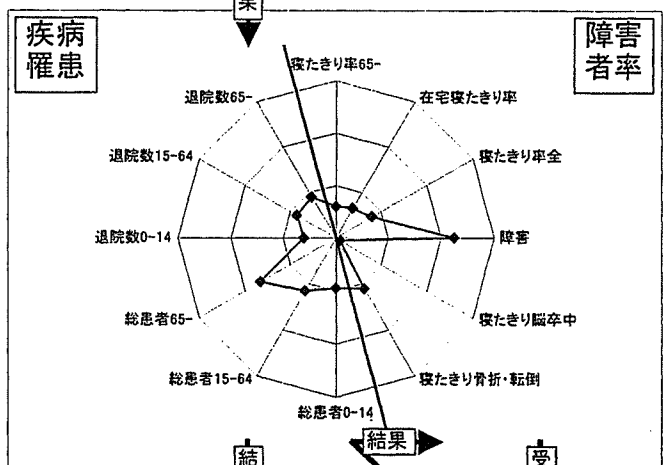 果
疾病
罹患
障害
者率
寝たきり率65-
退院数65-
在宅寝たきり率
退院数15-64
寝たきり率全
退院数0-14
障害
総患者65-
寝たきり脳卒中
総患者15-64
寝たきり骨折・転倒
総患者0-14
結果
結
受